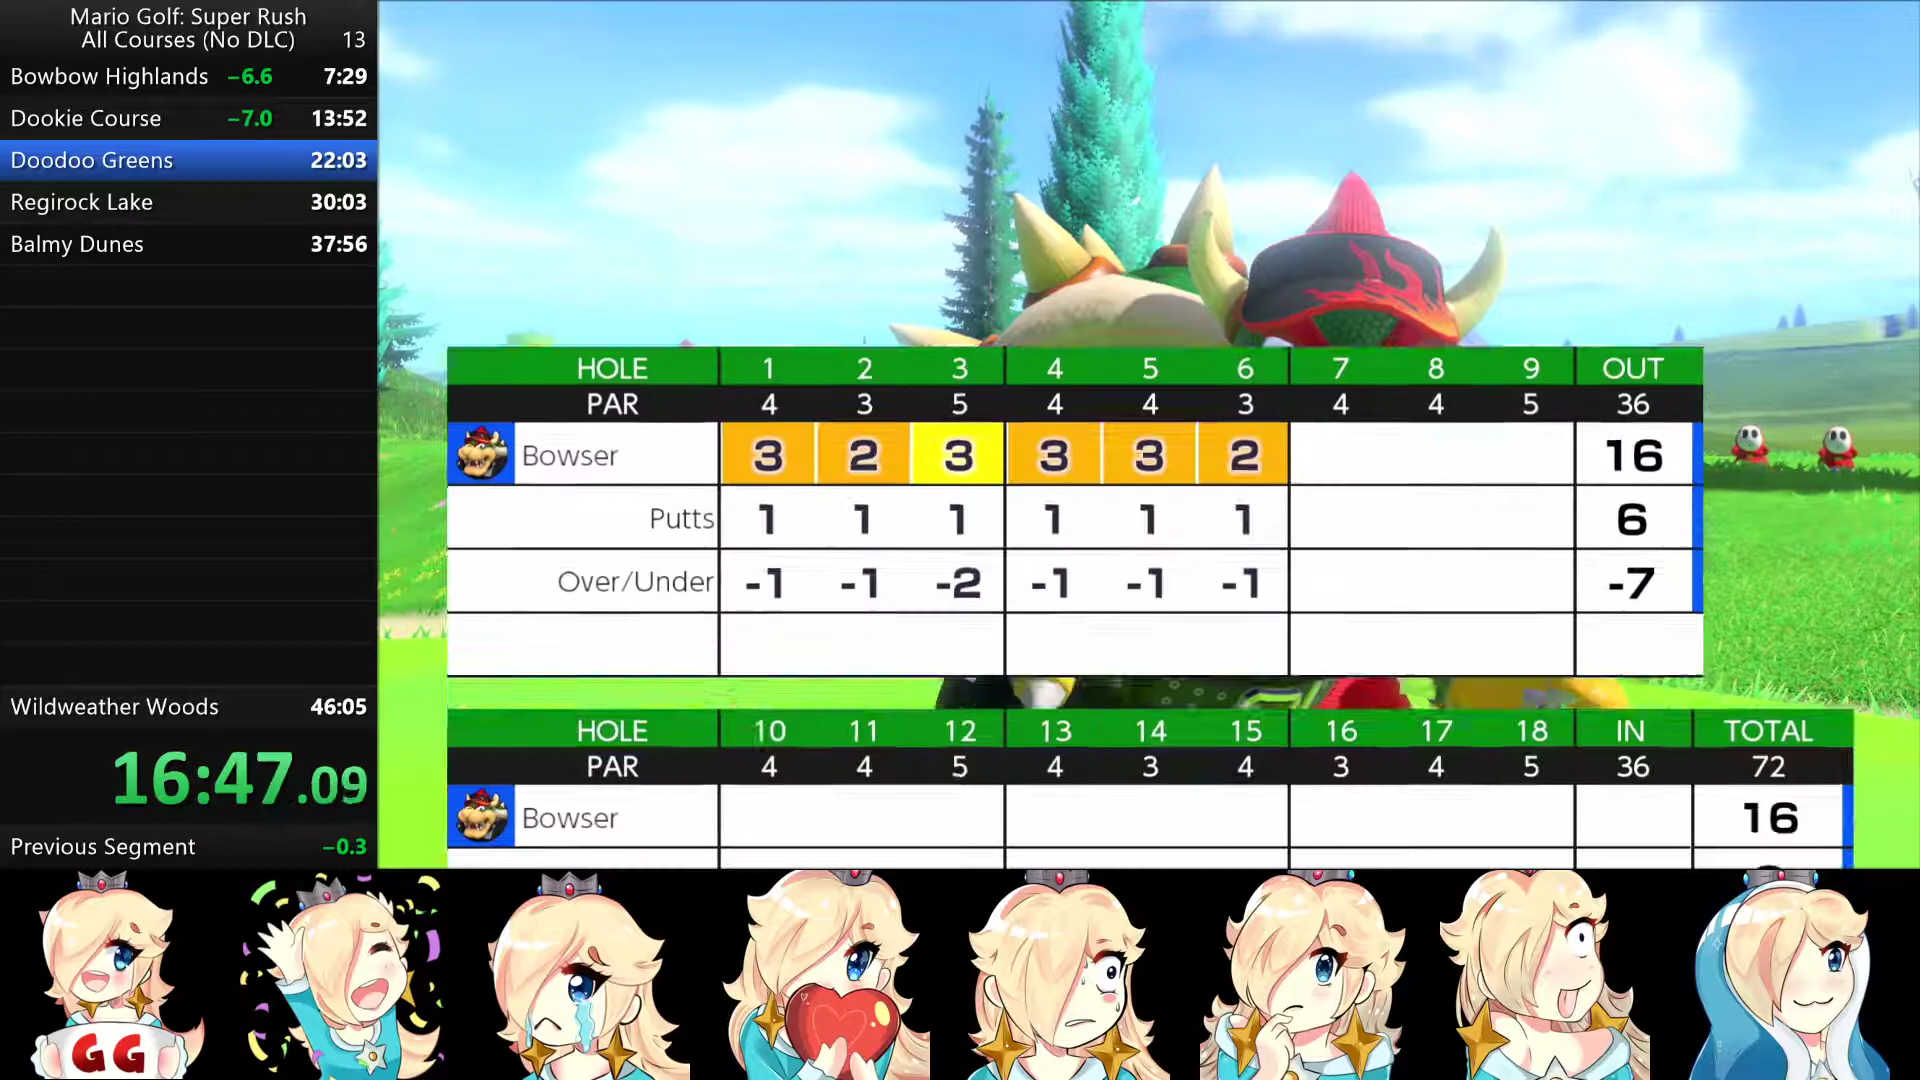 Mario Golf: Super Rush
All Courses (No DLC) 13
Bowbow Highlands −6.6 7:29
Dookie Course −7.0 13:52
Doodoo Greens 22:03
Regirock Lake 30:03
Balmy Dunes 37:56
Wildweather Woods 46:05
16:47.09
Previous Segment −0.3
HOLE 1 2 3 4 5 6 7 8 9 OUT
PAR 4 3 5 4 4 3 4 4 5 36
Bowser 3 2 3 3 3 2 16
Putts 1 1 1 1 1 1 6
Over/Under -1 -1 -2 -1 -1 -1 -7
HOLE 10 11 12 13 14 15 16 17 18 IN TOTAL
PAR 4 4 5 4 3 4 3 4 5 36 72
Bowser 16
GG